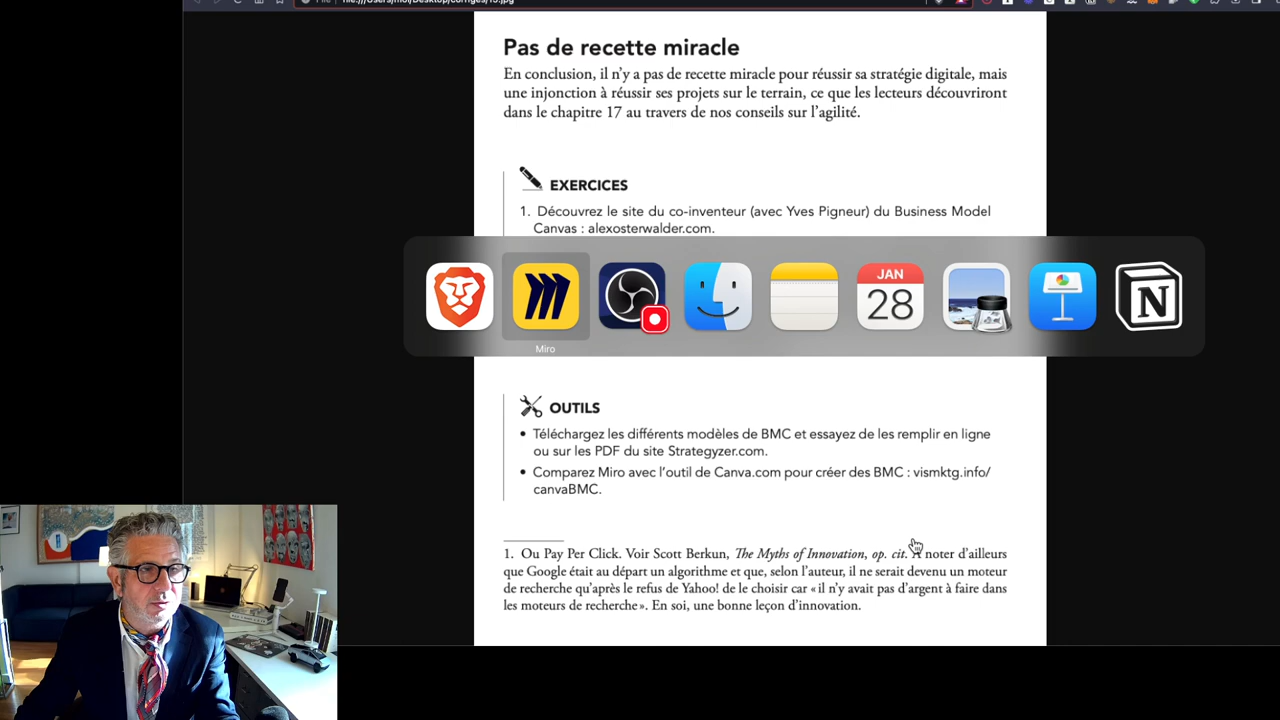 Pas de recette miracle
En conclusion, il n'y a pas de recette miracle pour réussir sa stratégie digitale, mais
une injonction à réussir ses projets sur le terrain, ce que les lecteurs découvriront
dans le chapitre 17 au travers de nos conseils sur l'agilité.
EXERCICES
1. Découvrez le site du co-inventeur (avec Yves Pigneur) du Business Model
Canvas : alexosterwalder.com.
JAN
28
N
Miro
OUTILS
• Téléchargez les différents modèles de BMC et essayez de les remplir en ligne
ou sur les PDF du site Strategyzer.com.
• Comparez Miro avec l'outil de Canva.com pour créer des BMC : vismktg.info/
canvaBMC.
1. Ou Pay Per Click. Voir Scott Berkun, The Myths of Innovation, op. cit. À noter d'ailleurs
que Google était au départ un algorithme et que, selon l'auteur, il ne serait devenu un moteur
de recherche qu'après le refus de Yahoo! de le choisir car « il n'y avait pas d'argent à faire dans
les moteurs de recherche ». En soi, une bonne leçon d'innovation.